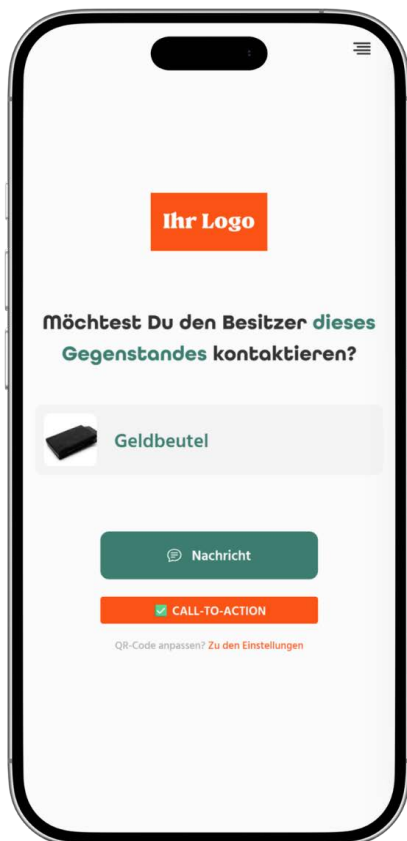 Ihr Logo
Möchtest Du den Besitzer dieses
Gegenstandes kontaktieren?
Geldbeutel
Nachricht
✅ CALL-TO-ACTION
QR-Code anpassen? Zu den Einstellungen